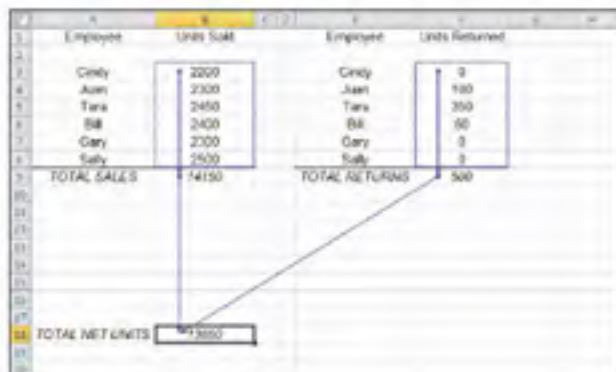 Employee Units Sold Employee Units Returned
Cindy 2200 Cindy 0
Juan 2300 Juan 100
Tara 2450 Tara 350
Bill 2400 Bill 50
Gary 2300 Gary 0
Sally 2500 Sally 0
TOTAL SALES 14150 TOTAL RETURNS 500
TOTAL NET UNITS 13650